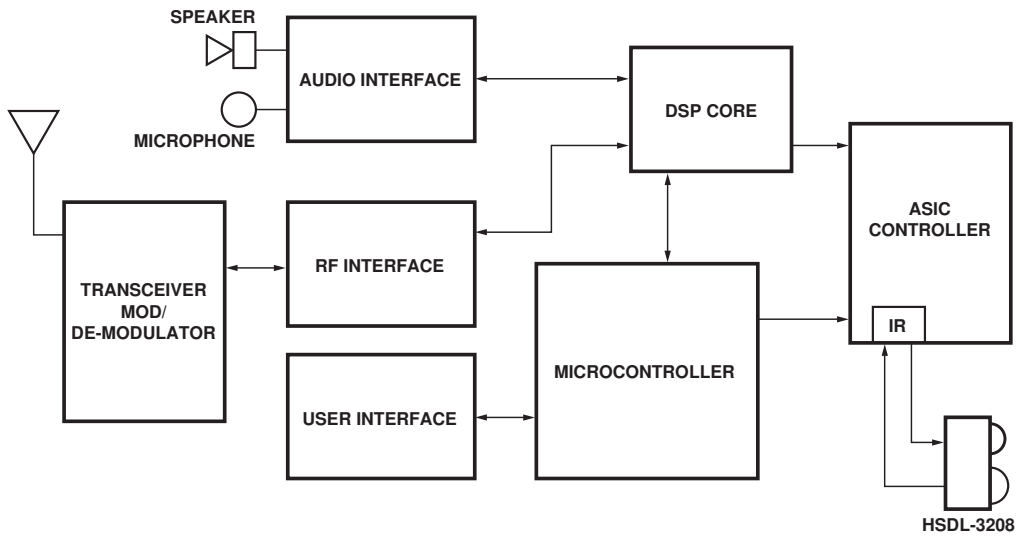 SPEAKER
AUDIO INTERFACE
MICROPHONE
DSP CORE
ASIC
CONTROLLER
RF INTERFACE
TRANSCEIVER
MOD/
DE-MODULATOR
IR
MICROCONTROLLER
USER INTERFACE
HSDL-3208